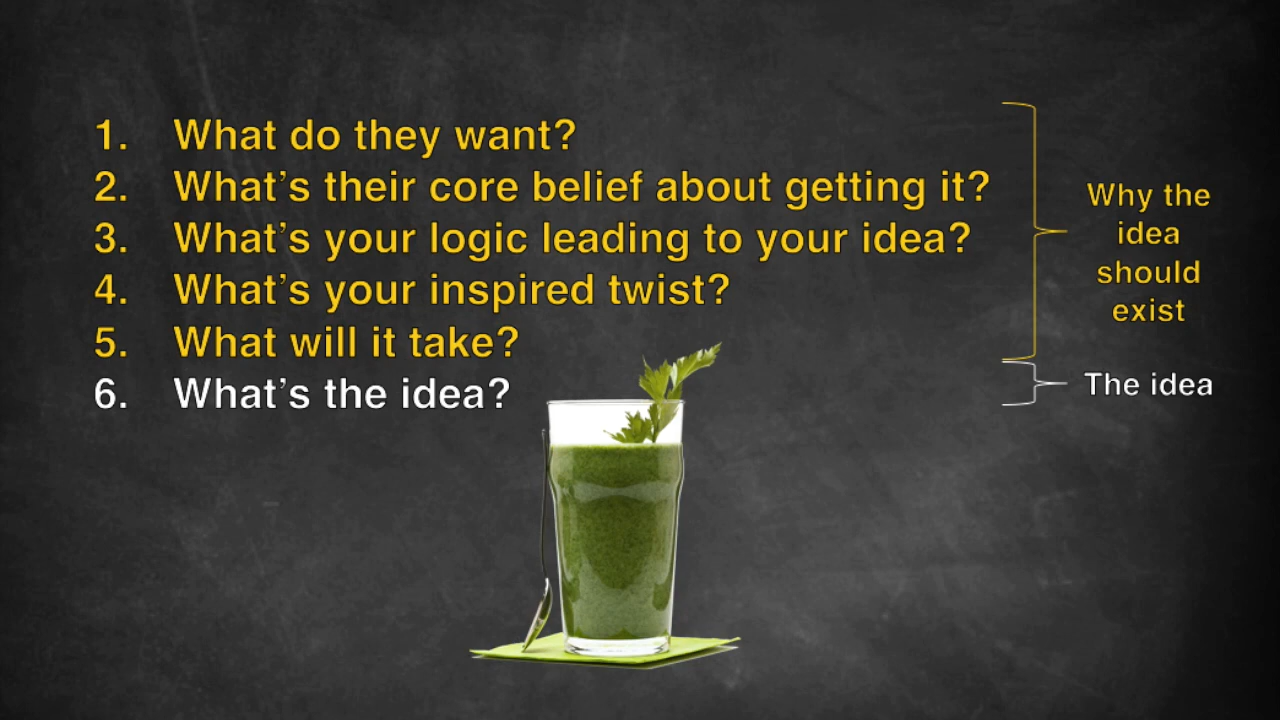 1. What do they want?
2. What's their core belief about getting it?
3. What's your logic leading to your idea?
4. What's your inspired twist?
5. What will it take?
6. What's the idea?
Why the
idea
should
exist
The idea